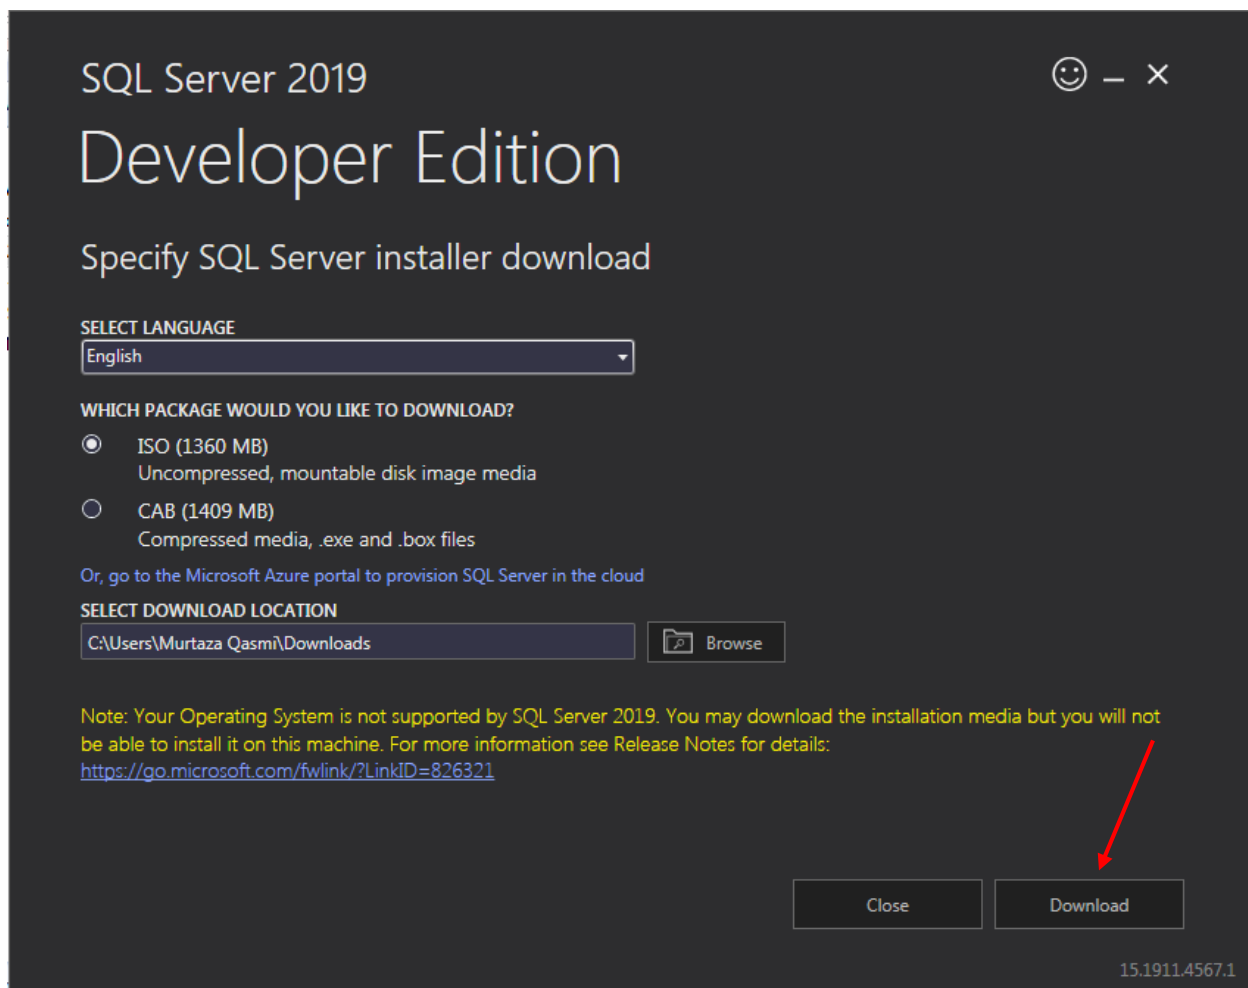 SQL Server 2019
Developer Edition
Specify SQL Server installer download
SELECT LANGUAGE
English
WHICH PACKAGE WOULD YOU LIKE TO DOWNLOAD?
ISO (1360 MB)
Uncompressed, mountable disk image media
CAB (1409 MB)
Compressed media, .exe and .box files
Or, go to the Microsoft Azure portal to provision SQL Server in the cloud
SELECT DOWNLOAD LOCATION
C:\Users\Murtaza Qasmi\Downloads
Browse
Note: Your Operating System is not supported by SQL Server 2019. You may download the installation media but you will not
be able to install it on this machine. For more information see Release Notes for details:
https://go.microsoft.com/fwlink/?LinkID=826321
Close
Download
15.1911.4567.1